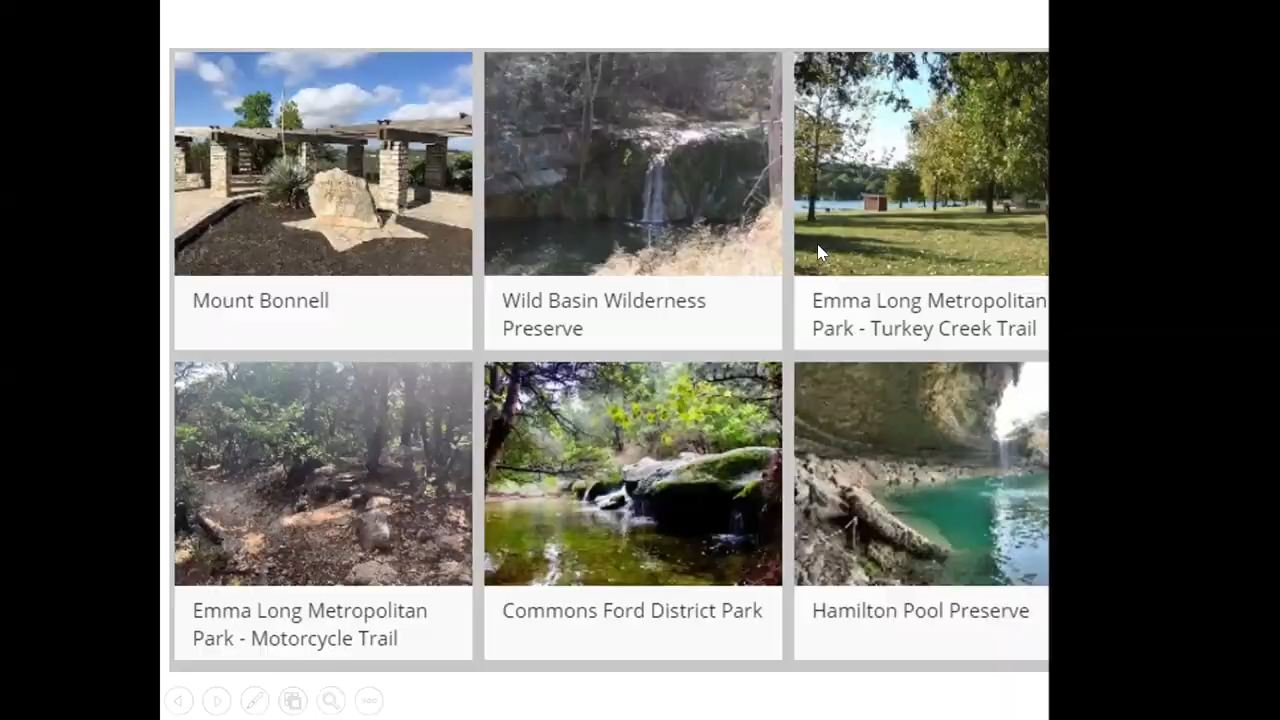 Mount Bonnell
Wild Basin Wilderness
Preserve
Emma Long Metropolitan
Park - Turkey Creek Trail
Emma Long Metropolitan
Park - Motorcycle Trail
Commons Ford District Park
Hamilton Pool Preserve